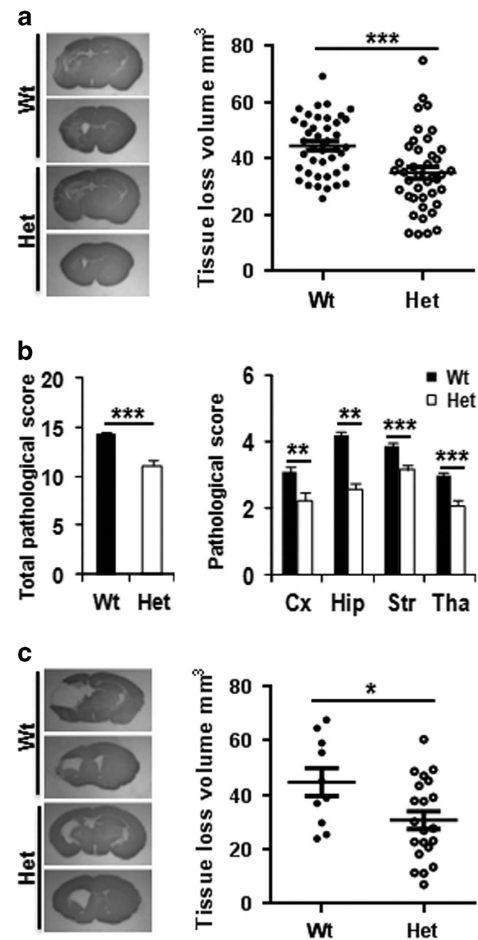 a
Wt
Het
Tissue loss volume mm³
80
60
40
20
0
***
Wt
Het
b
Total pathological score
20
15
10
5
0
***
Wt
Het
Pathological score
6
4
2
0
Wt
Het
**
**
***
***
Cx
Hip
Str
Tha
c
Wt
Het
Tissue loss volume mm³
80
60
40
20
0
*
Wt
Het